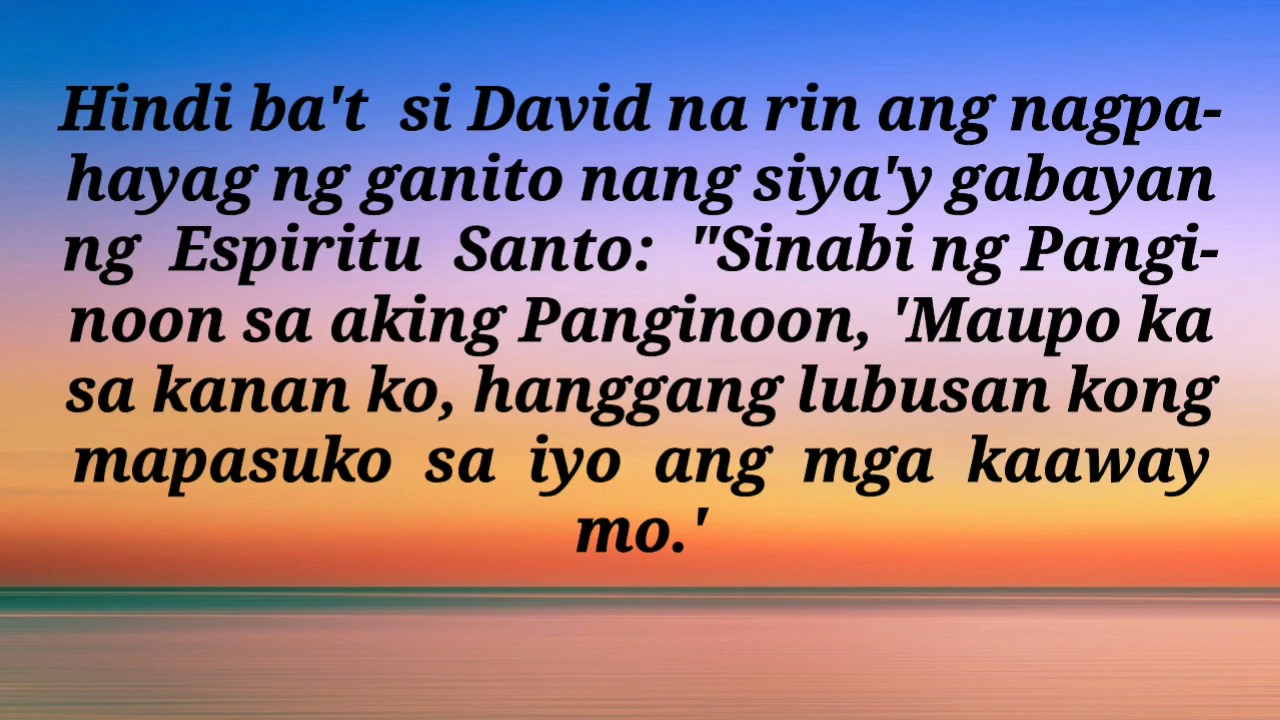 Hindi ba't si David na rin ang nagpa-
hayag ng ganito nang siya'y gabayan
ng Espiritu Santo: "Sinabi ng Pangi-
noon sa aking Panginoon, 'Maupo ka
sa kanan ko, hanggang lubusan kong
mapasuko sa iyo ang mga kaaway
mo.'